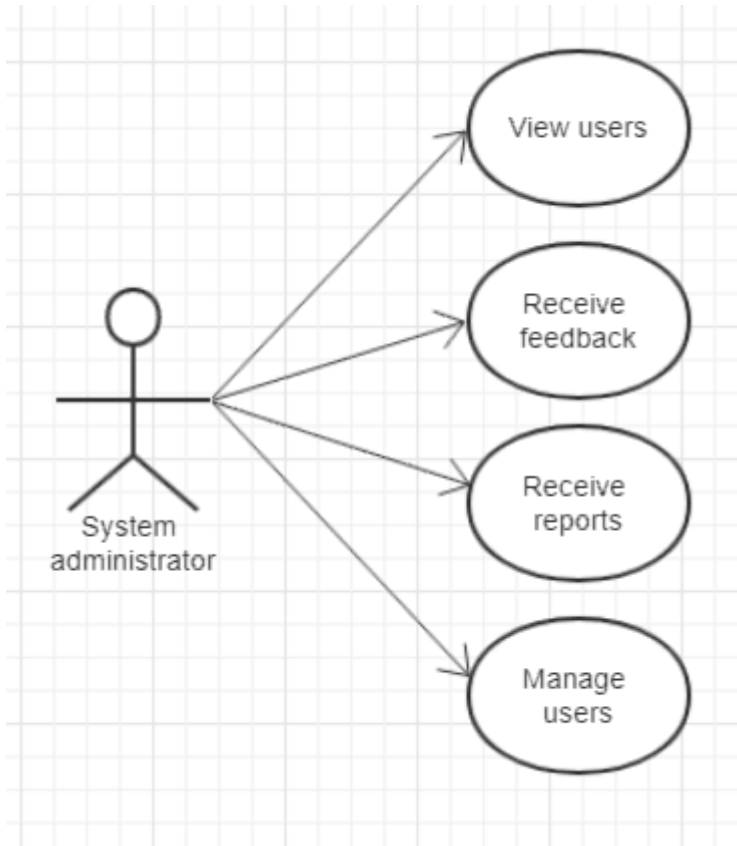 View users
Receive
feedback
Receive
reports
System
administrator
Manage
users